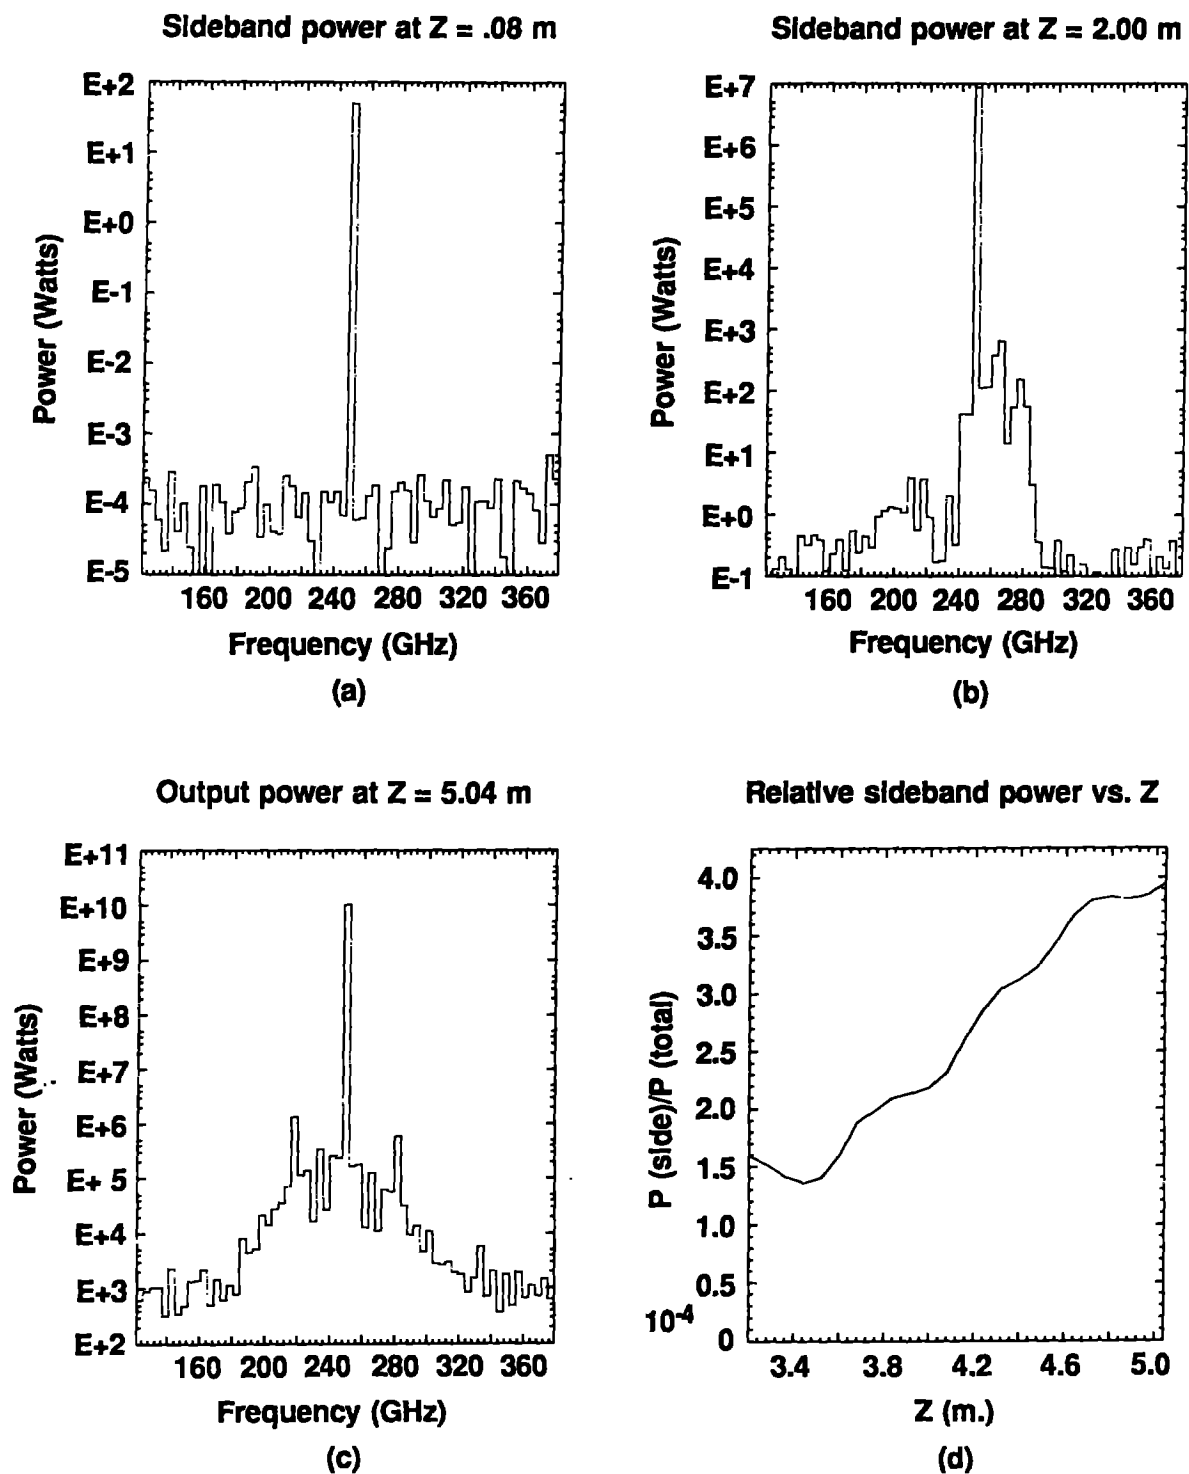 Sideband power at Z = .08 m
E+2
E+1
E+0
E-1
E-2
E-3
E-4
E-5
Power (Watts)
160 200 240 280 320 360
Frequency (GHz)
(a)
Sideband power at Z = 2.00 m
E+7
E+6
E+5
E+4
E+3
E+2
E+1
E+0
E-1
Power (Watts)
160 200 240 280 320 360
Frequency (GHz)
(b)
Output power at Z = 5.04 m
E+11
E+10
E+9
E+8
E+7
E+6
E+ 5
E+4
E+3
E+2
Power (Watts)
160 200 240 280 320 360
Frequency (GHz)
(c)
Relative sideband power vs. Z
4.0
3.5
3.0
2.5
2.0
1.5
1.0
0.5
10-4
0
P (side)/P (total)
3.4 3.8 4.2 4.6 5.0
Z (m.)
(d)